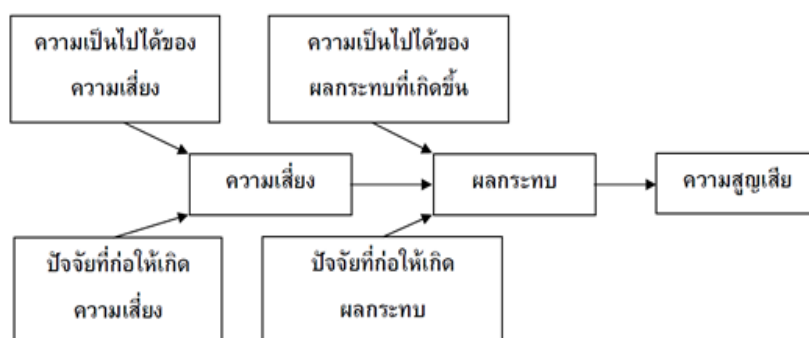 ความเป็นไปได้ของ
ความเสี่ยง
ความเป็นไปได้ของ
ผลกระทบที่เกิดขึ้น
ความเสี่ยง
ผลกระทบ
ความสูญเสีย
ปัจจัยที่ก่อให้เกิด
ความเสี่ยง
ปัจจัยที่ก่อให้เกิด
ผลกระทบ